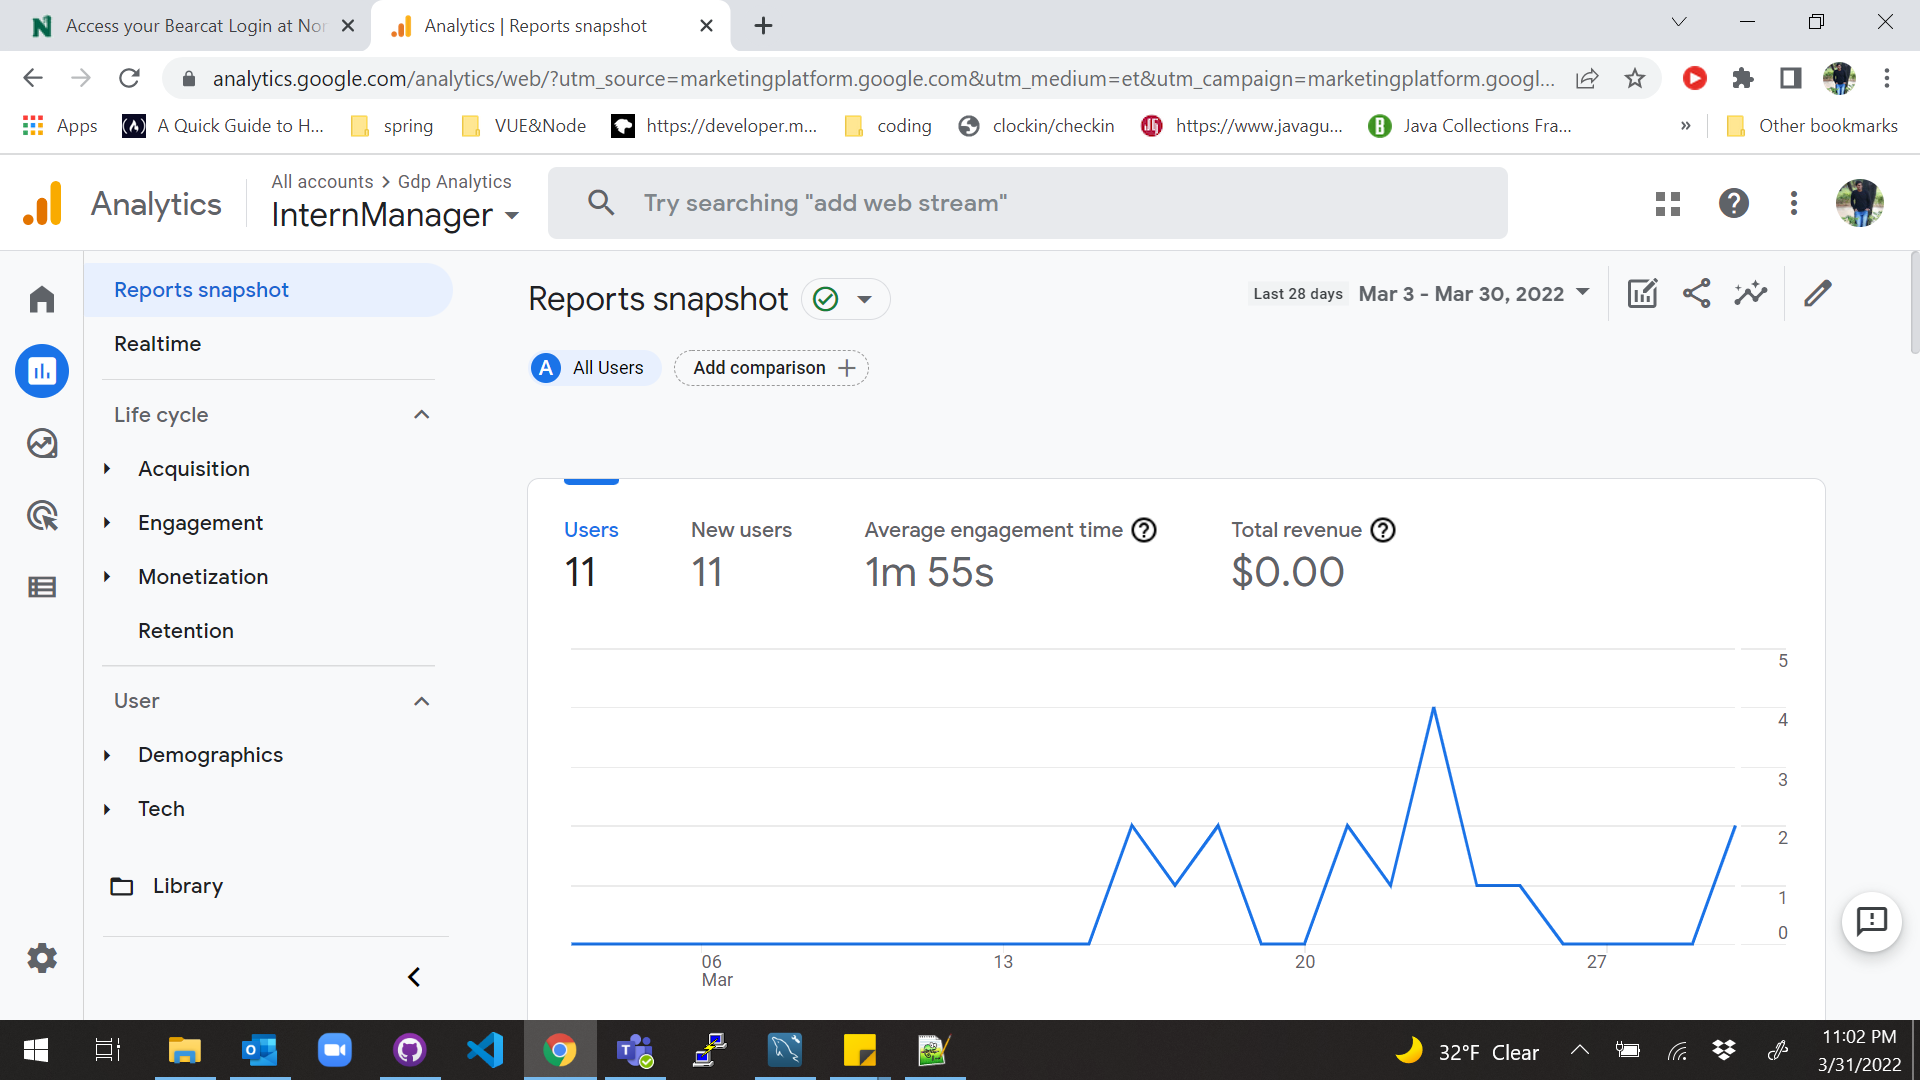 Access your Bearcat Login at Nor
Analytics | Reports snapshot
analytics.google.com/analytics/web/?utm_source=marketingplatform.google.com&utm_medium=et&utm_campaign=marketingplatform.googl...
Apps
A Quick Guide to H...
spring
VUE&Node
https://developer.m...
coding
clockin/checkin
https://www.javagu...
Java Collections Fra...
»
Other bookmarks
Analytics
All accounts > Gdp Analytics
InternManager
Try searching "add web stream"
Reports snapshot
Realtime
Life cycle
Acquisition
Engagement
Monetization
Retention
User
Demographics
Tech
Library
Reports snapshot
Last 28 days Mar 3 - Mar 30, 2022
A All Users
Add comparison +
Users
11
New users
11
Average engagement time
1m 55s
Total revenue
$0.00
5
4
3
2
1
0
06
Mar
13
20
27
32°F Clear
11:02 PM
3/31/2022